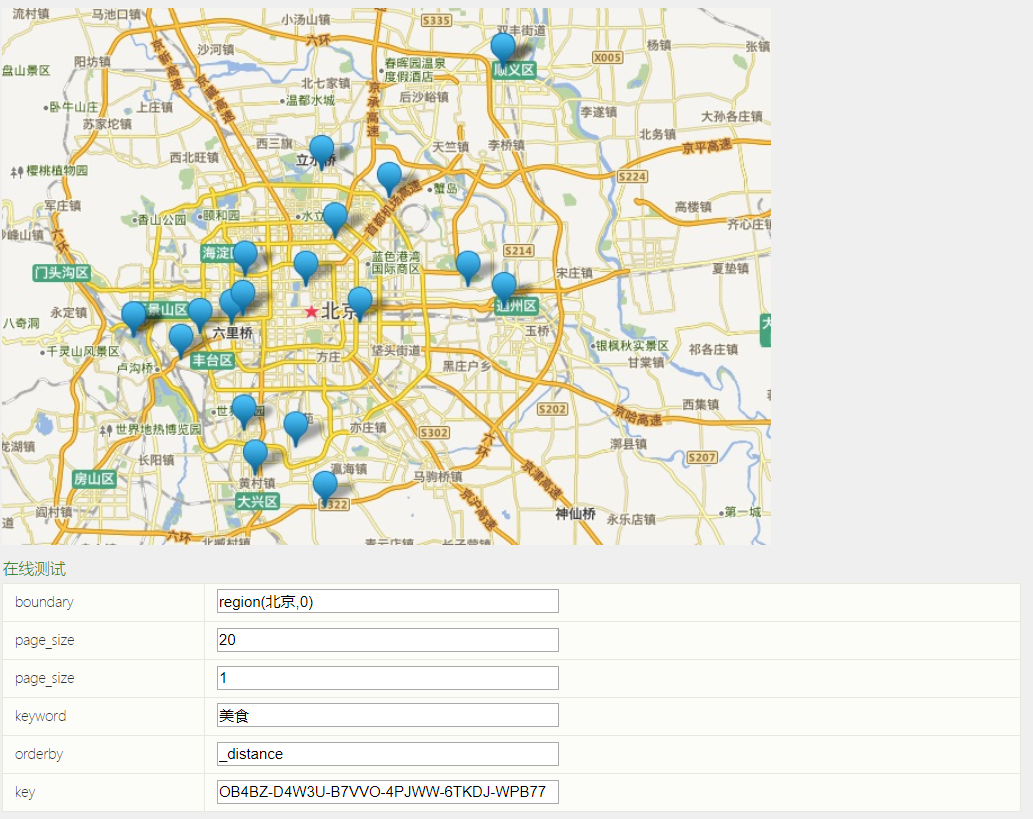 流村镇
马池口镇
小汤山镇
S335
双丰街道
杨镇
张镇
六环
沙河镇
X005
阳坊镇
京新高速
春晖园温泉
度假酒店
顺义区
盘山景区
北七家镇
京承高速
京藏高速
温都水城
后沙峪镇
卧牛山庄
上庄镇
李遂镇
大孙各庄镇
苏家坨镇
北务镇
西三旗
天竺镇
李桥镇
京平高速
西北旺镇
立水桥
樱桃植物园
S224
蟹岛
军庄镇
首都机场高速
高楼镇
香山公园
颐和园
水立
齐心庄
妙峰山镇
六环
海淀区
S214
蓝色港湾
国际商区
门头沟区
宋庄镇
夏垫镇
永定镇
石景山区
北京
通州区
八奇洞
六里桥
玉桥
大
千灵山风景区
丰台区
方庄
垡头街道
银枫秋实景区
祁各庄镇
卢沟桥
黑庄户乡
甘棠镇
世界
园
苑
S202
西集镇
京哈高速
世界地热博览园
亦庄镇
S302
六环
漷县镇
龙湖镇
长阳镇
瀛海镇
S207
房山区
黄村镇
马驹桥镇
京津高速
大兴区
S322
京沪高速
阎村镇
神仙桥
永乐店镇
第一城
道
六环
北臧村镇
青云店镇
长子营镇
在线测试
boundary region(北京,0)
page_size 20
page_size 1
keyword 美食
orderby _distance
key OB4BZ-D4W3U-B7VVO-4PJWW-6TKDJ-WPB77